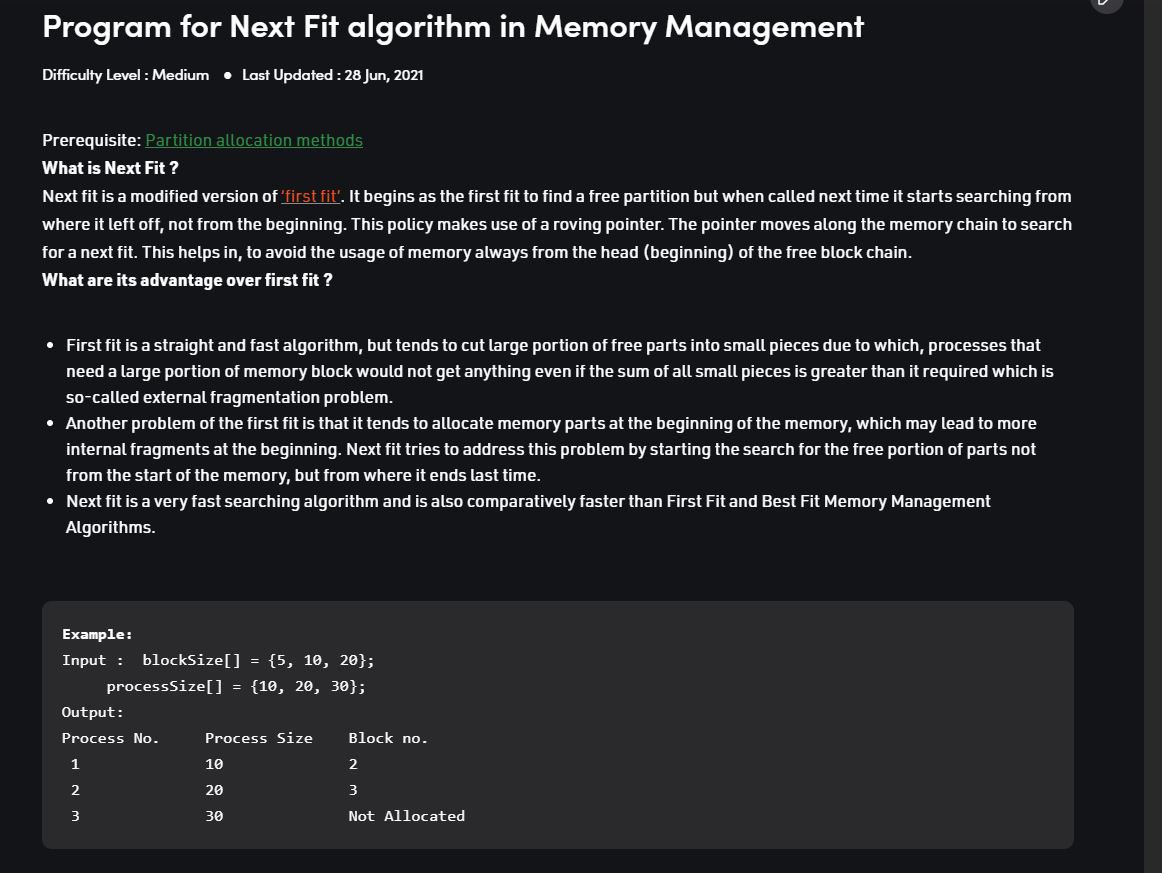 Program for Next Fit algorithm in Memory Management
Difficulty Level : Medium ● Last Updated : 28 Jun, 2021
Prerequisite: Partition allocation methods
What is Next Fit ?
Next fit is a modified version of ‘first fit’. It begins as the first fit to find a free partition but when called next time it starts searching from
where it left off, not from the beginning. This policy makes use of a roving pointer. The pointer moves along the memory chain to search
for a next fit. This helps in, to avoid the usage of memory always from the head (beginning) of the free block chain.
What are its advantage over first fit ?
• First fit is a straight and fast algorithm, but tends to cut large portion of free parts into small pieces due to which, processes that
need a large portion of memory block would not get anything even if the sum of all small pieces is greater than it required which is
so-called external fragmentation problem.
• Another problem of the first fit is that it tends to allocate memory parts at the beginning of the memory, which may lead to more
internal fragments at the beginning. Next fit tries to address this problem by starting the search for the free portion of parts not
from the start of the memory, but from where it ends last time.
• Next fit is a very fast searching algorithm and is also comparatively faster than First Fit and Best Fit Memory Management
Algorithms.
Example:
Input :  blockSize[] = {5, 10, 20};
     processSize[] = {10, 20, 30};
Output:
Process No.     Process Size    Block no.
 1              10              2
 2              20              3
 3              30              Not Allocated